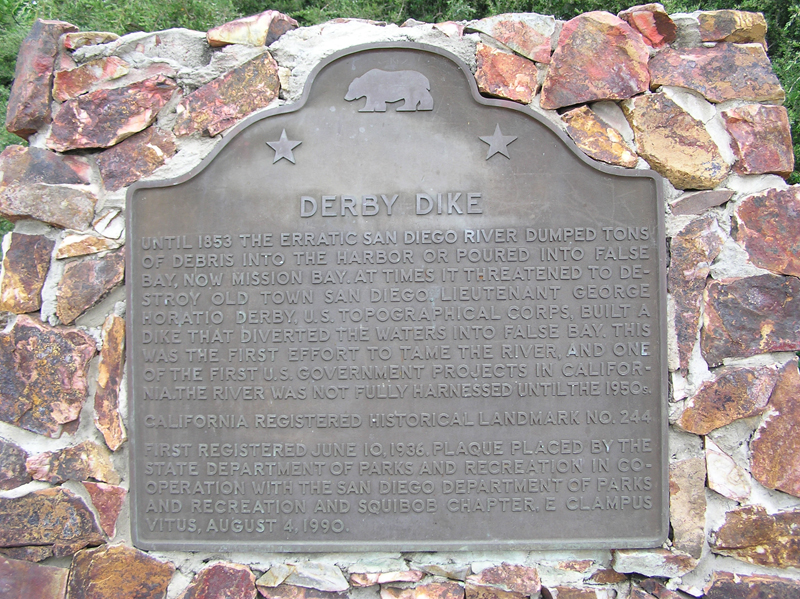 DERBY DIKE
UNTIL 1853 THE ERRATIC SAN DIEGO RIVER DUMPED TONS
OF DEBRIS INTO THE HARBOR OR POURED INTO FALSE
BAY, NOW MISSION BAY. AT TIMES IT THREATENED TO DE-
STROY OLD TOWN SAN DIEGO. LIEUTENANT GEORGE
HORATIO DERBY, U.S. TOPOGRAPHICAL CORPS, BUILT A
DIKE THAT DIVERTED THE WATERS INTO FALSE BAY. THIS
WAS THE FIRST EFFORT TO TAME THE RIVER, AND ONE
OF THE FIRST U.S. GOVERNMENT PROJECTS IN CALIFOR-
NIA. THE RIVER WAS NOT FULLY HARNESSED UNTIL THE 1950s.
CALIFORNIA REGISTERED HISTORICAL LANDMARK NO. 244
FIRST REGISTERED JUNE 10, 1936. PLAQUE PLACED BY THE
STATE DEPARTMENT OF PARKS AND RECREATION IN CO-
OPERATION WITH THE SAN DIEGO DEPARTMENT OF PARKS
AND RECREATION AND SQUIBOB CHAPTER, E CLAMPUS
VITUS, AUGUST 4, 1990.